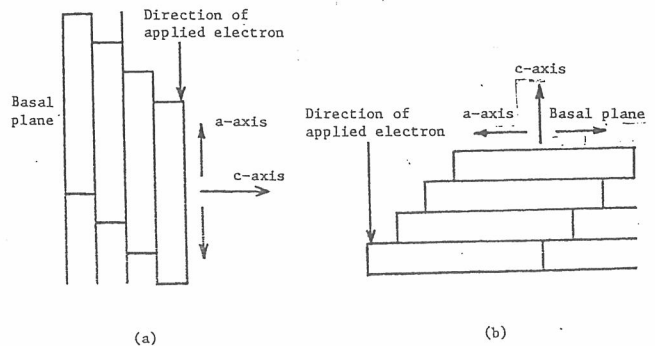 Direction of
applied electron
Basal
plane
a-axis
c-axis
(a)
c-axis
Direction of
applied electron
a-axis
Basal plane
(b)